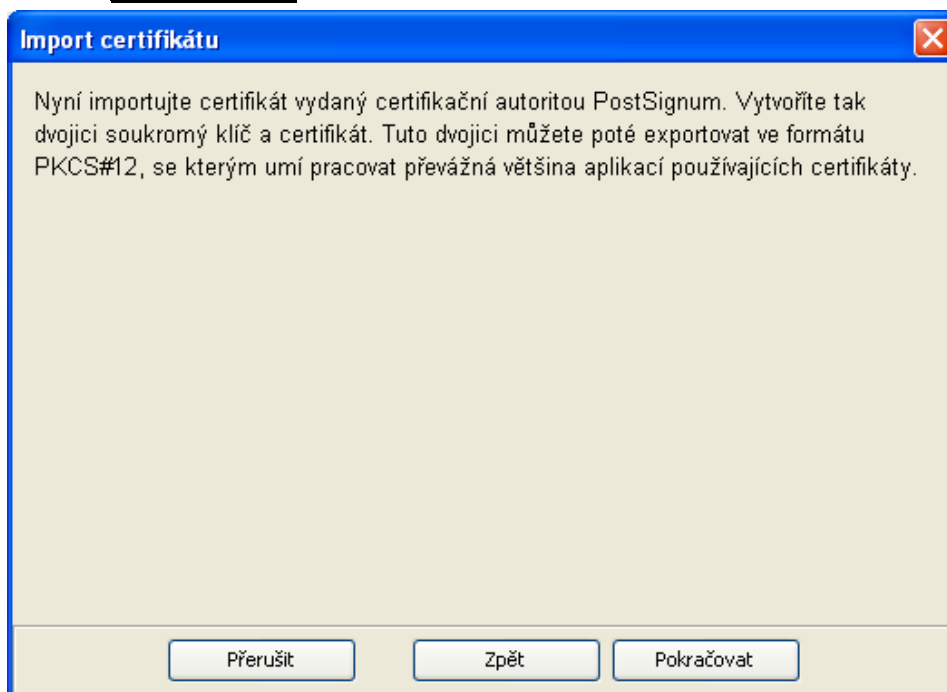 Import certifikátu
Nyní importujte certifikát vydaný certifikační autoritou PostSignum. Vytvoříte tak
dvojici soukromý klíč a certifikát. Tuto dvojici můžete poté exportovat ve formátu
PKCS#12, se kterým umí pracovat převážná většina aplikací používajících certifikáty.
Přerušit Zpět Pokračovat